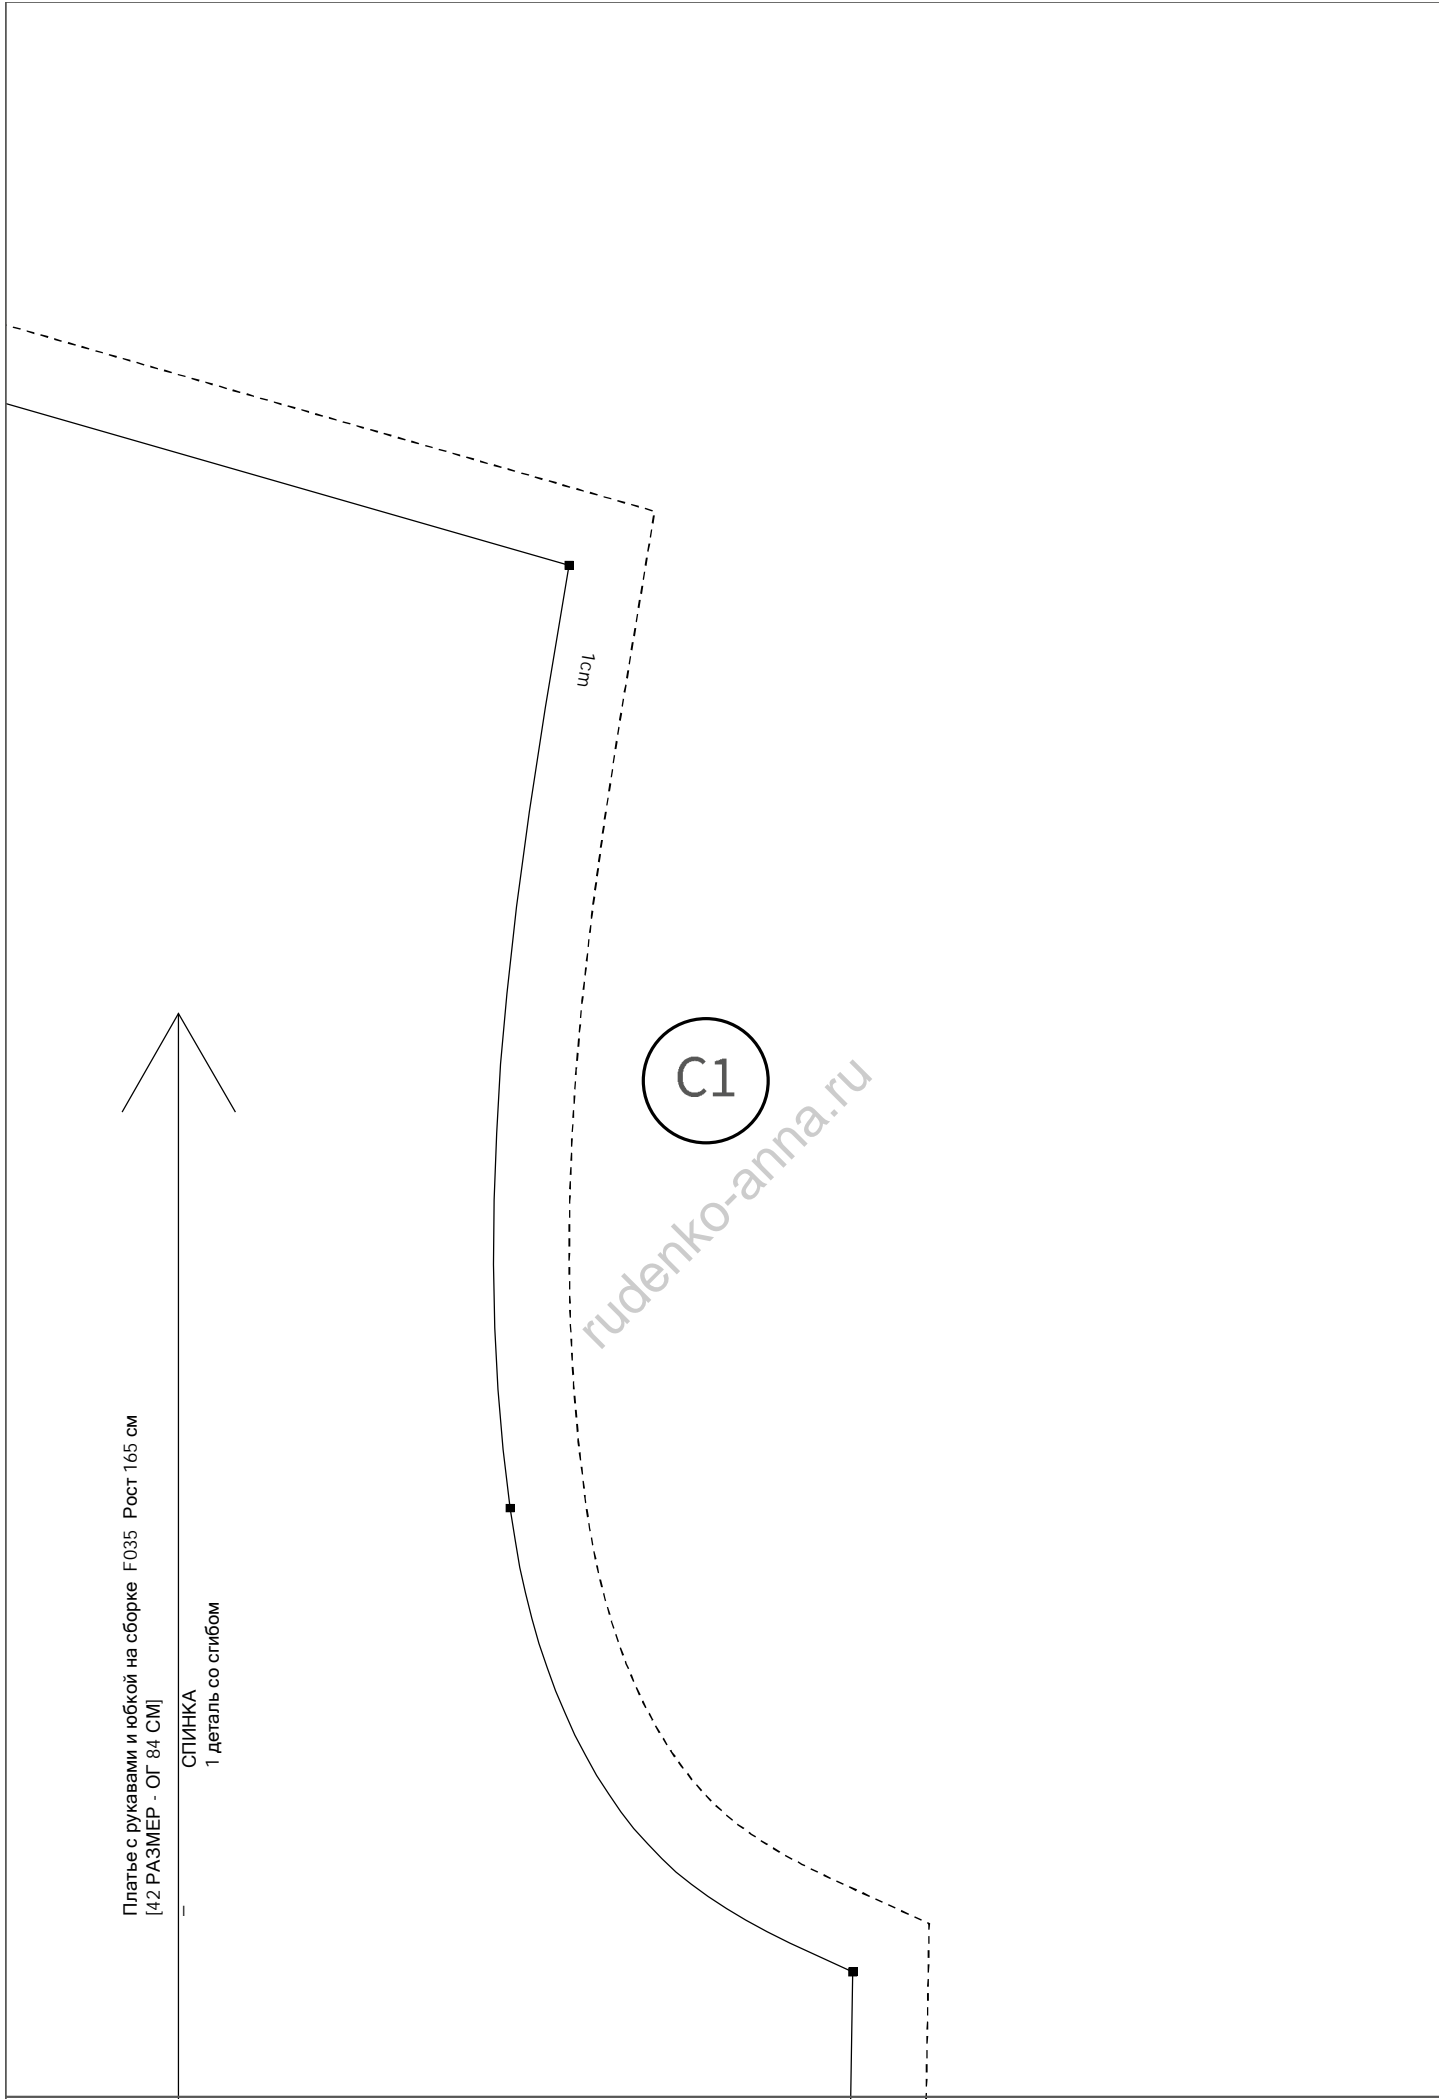 1cm
C1
rudenko-anna.ru
Платье с рукавами и юбкой на сборке F035 Рост 165 см
[42 РАЗМЕР - ОГ 84 СМ]
СПИНКА
1 деталь со сгибом